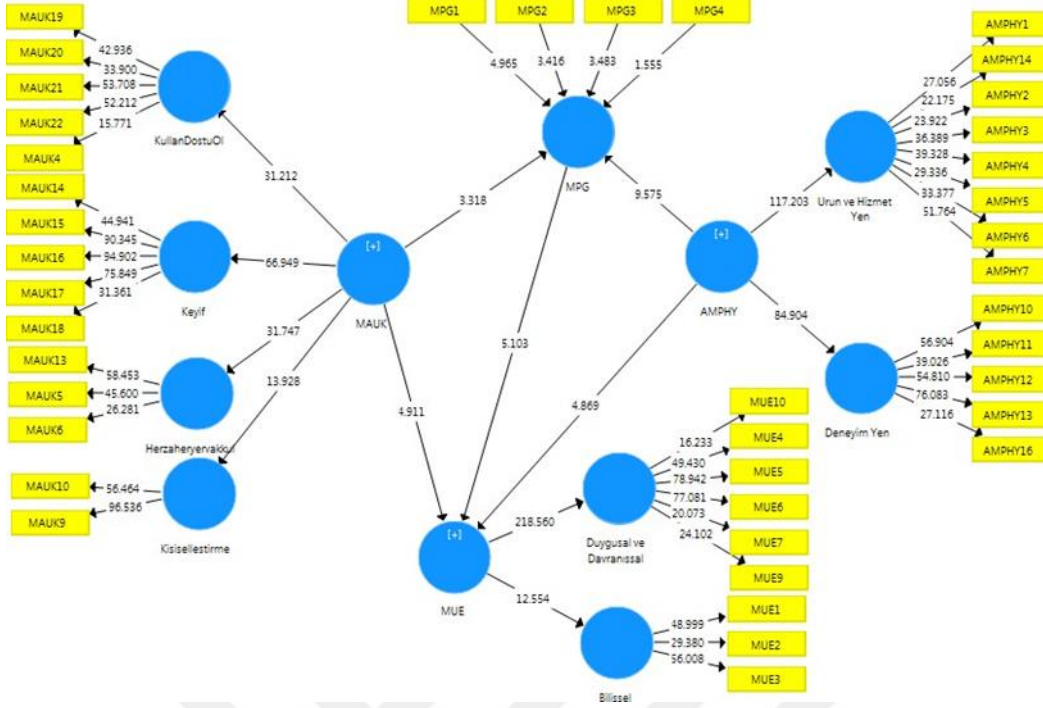 MPG1
MPG2
MPG3
MPG4
4.965
3.416
3.483
1.555
MPG
MAUK19
MAUK20
MAUK21
MAUK22
MAUK4
42.936
33.900
53.708
52.212
15.771
KullanDostuOl
31.212
MAUK14
MAUK15
MAUK16
MAUK17
MAUK18
44.941
90.345
94.902
75.849
31.361
Keyif
66.949
MAUK13
MAUK5
MAUK6
58.453
45.600
26.281
31.747
MAUK10
MAUK9
56.464
96.536
Kisisellestirme
13.928
[+]
MAUK
3.318
4.911
5.103
9.575
[+]
AMPHY
4.869
117.203
84.904
Urun ve Hizmet
Yen
27.056
22.175
23.922
36.389
39.328
29.336
33.377
51.764
AMPHY1
AMPHY14
AMPHY2
AMPHY3
AMPHY4
AMPHY5
AMPHY6
AMPHY7
Deneyim Yen
56.904
39.026
54.810
76.083
27.116
AMPHY10
AMPHY11
AMPHY12
AMPHY13
AMPHY16
[+]
MUE
218.560
12.554
Duygusal ve
Davranıssal
16.233
49.430
78.942
77.081
20.073
24.102
MUE10
MUE4
MUE5
MUE6
MUE7
MUE9
Bilissel
48.999
29.380
56.008
MUE1
MUE2
MUE3